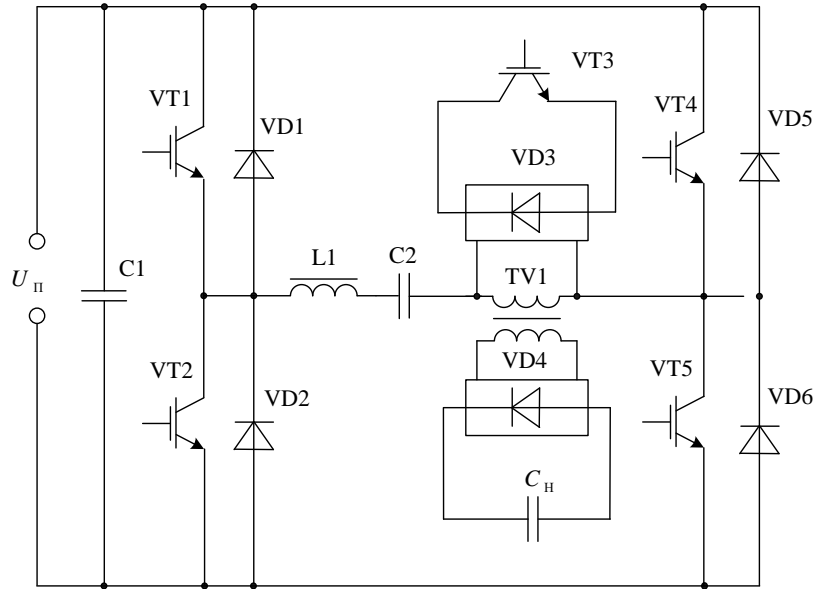 VT3
VT1
VT4
VD1
VD5
VD3
L1
C2
TV1
U П
C1
VT2
VD4
VT5
VD2
VD6
C Н